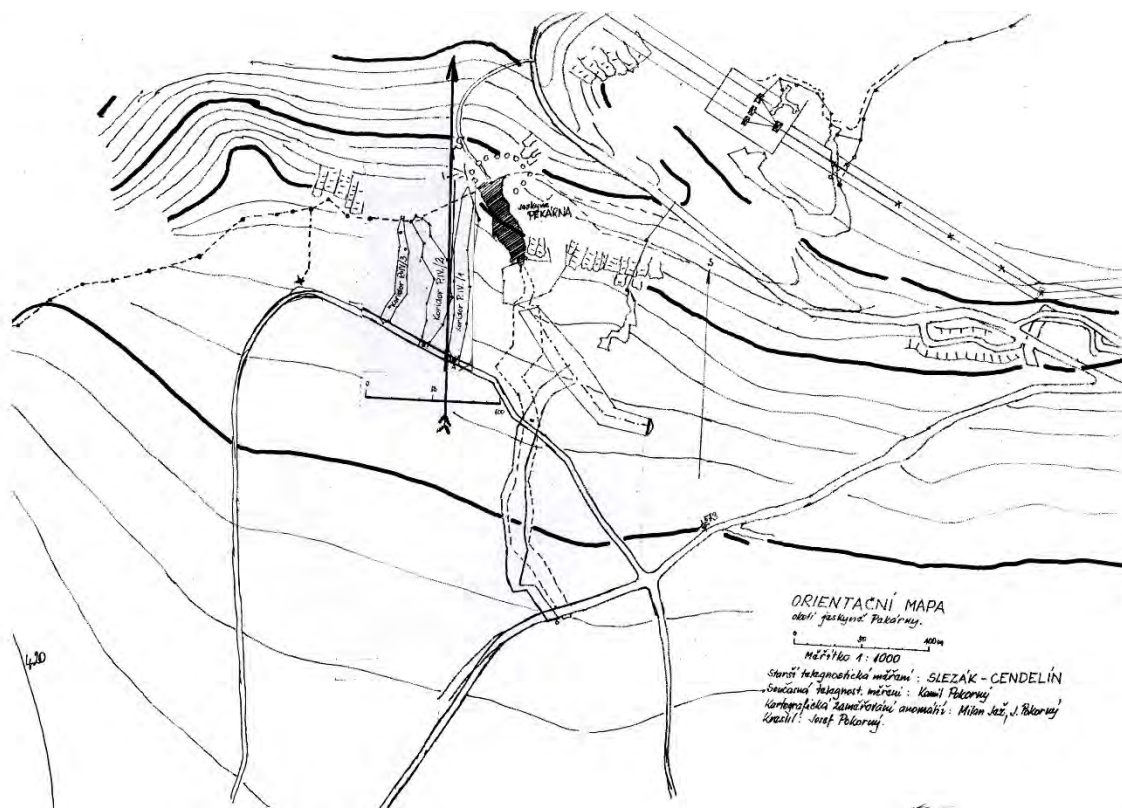 S
jeskyně
PEKÁRNA
Koridor P.IV/3
Koridor P.IV/2
Koridor P.IV/1
S
0
50
100
420
ORIENTAČNÍ MAPA
okolí jeskyně Pekárny.
0 50 100m
Měřítko 1 : 1000
Starší telegnostická měření : SLEZÁK - CENDELÍN
Současná telegnost. měření : Kamil Pokorný
Kartografická zaměřování anomálií : Milan Jež, J. Pokorný
Kreslil : Josef Pokorný.